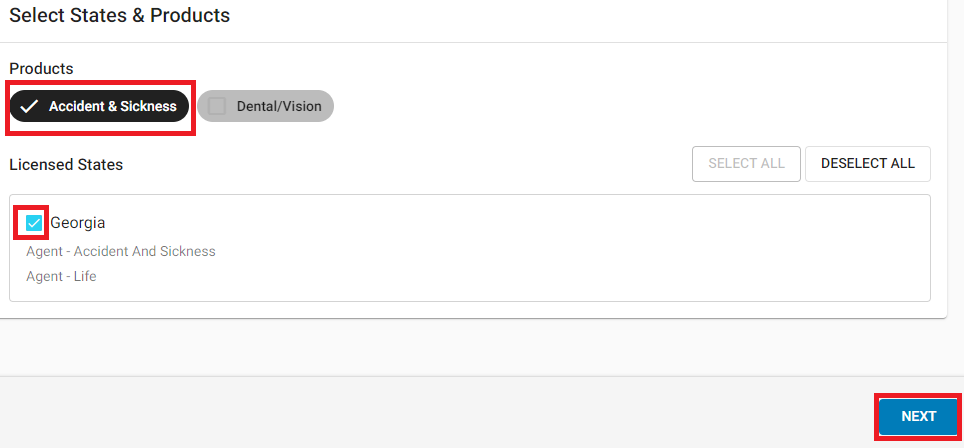 Select States & Products
Products
Accident & Sickness
Dental/Vision
Licensed States
SELECT ALL
DESELECT ALL
Georgia
Agent - Accident And Sickness
Agent - Life
NEXT